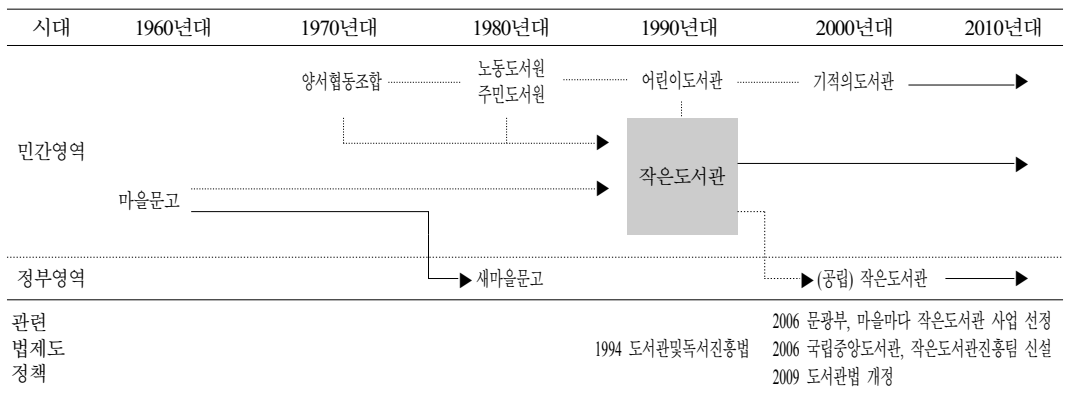 시대 1960년대 1970년대 1980년대 1990년대 2000년대 2010년대
양서협동조합 노동도서원 주민도서원 어린이도서관 기적의도서관
민간영역
작은도서관
마을문고
정부영역 새마을문고 (공립) 작은도서관
관련 2006 문광부, 마을마다 작은도서관 사업 선정
법제도 1994 도서관및독서진흥법 2006 국립중앙도서관, 작은도서관진흥팀 신설
정책 2009 도서관법 개정